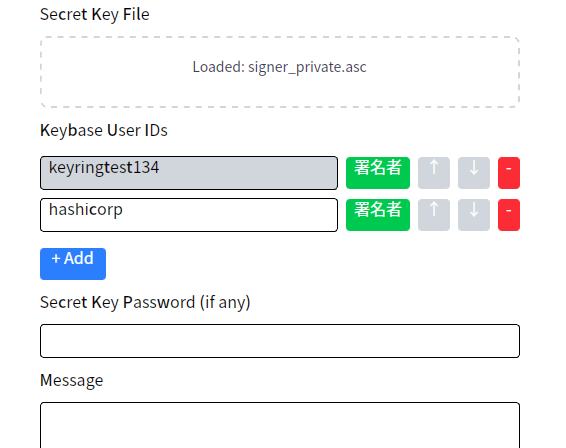 Secret Key File
Loaded: signer_private.asc
Keybase User IDs
keyringtest134 署名者 ↑ ↓ -
hashicorp 署名者 ↑ ↓ -
+ Add
Secret Key Password (if any)
Message